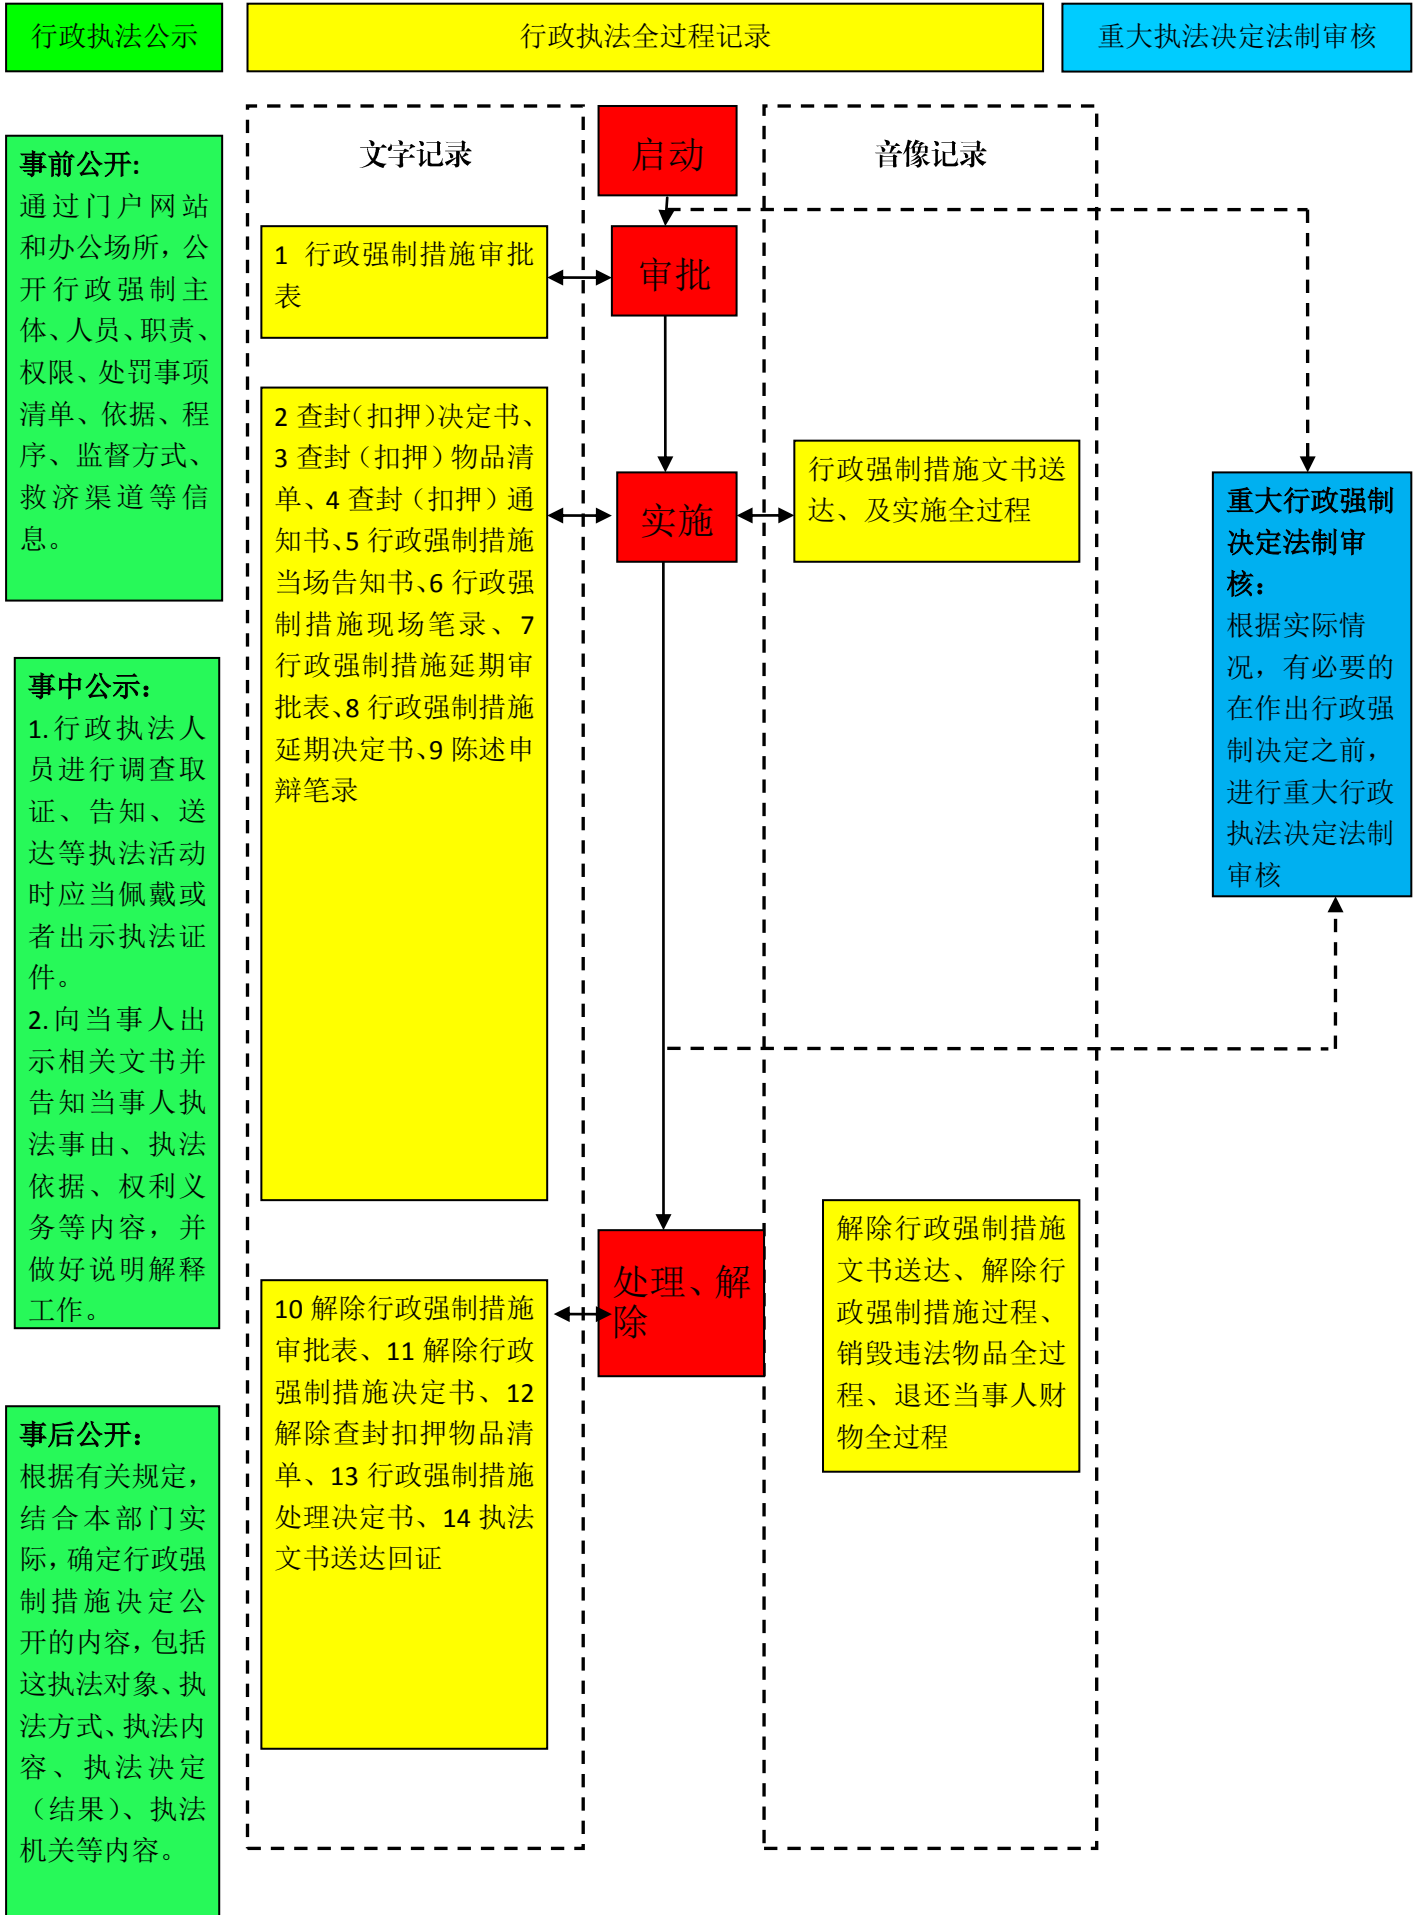 行政执法公示
行政执法全过程记录
重大执法决定法制审核
事前公开:
通过门户网站
和办公场所，公
开行政强制主
体、人员、职责、
权限、处罚事项
清单、依据、程
序、监督方式、
救济渠道等信
息。
事中公示：
1.行政执法人
员进行调查取
证、告知、送
达等执法活动
时应当佩戴或
者出示执法证
件。
2.向当事人出
示相关文书并
告知当事人执
法事由、执法
依据、权利义
务等内容，并
做好说明解释
工作。
事后公开：
根据有关规定，
结合本部门实
际，确定行政强
制措施决定公
开的内容，包括
这执法对象、执
法方式、执法内
容、执法决定
（结果）、执法
机关等内容。
文字记录
1 行政强制措施审批
表
2 查封（扣押）决定书、
3 查封（扣押）物品清
单、4 查封（扣押）通
知书、5 行政强制措施
当场告知书、6 行政强
制措施现场笔录、7
行政强制措施延期审
批表、8 行政强制措施
延期决定书、9 陈述申
辩笔录
10 解除行政强制措施
审批表、11 解除行政
强制措施决定书、12
解除查封扣押物品清
单、13 行政强制措施
处理决定书、14 执法
文书送达回证
启动
审批
实施
处理、解
除
音像记录
行政强制措施文书送
达、及实施全过程
解除行政强制措施
文书送达、解除行
政强制措施过程、
销毁违法物品全过
程、退还当事人财
物全过程
重大行政强制
决定法制审
核：
根据实际情
况，有必要的
在作出行政强
制决定之前，
进行重大行政
执法决定法制
审核